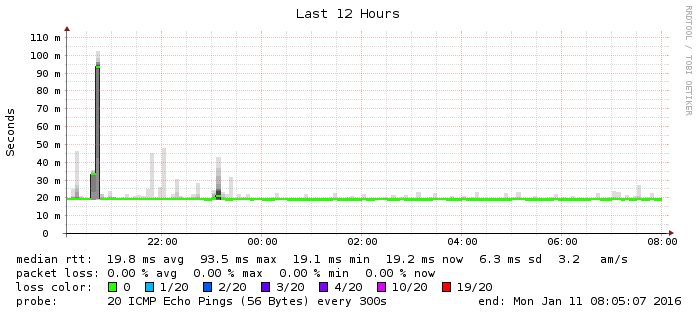 Last 12 Hours
RRDTOOL / TOBI OETIKER
Seconds
110 m
100 m
90 m
80 m
70 m
60 m
50 m
40 m
30 m
20 m
10 m
0
22:00 00:00 02:00 04:00 06:00 08:00
median rtt: 19.8 ms avg 93.5 ms max 19.1 ms min 19.2 ms now 6.3 ms sd 3.2 am/s
packet loss: 0.00 % avg 0.00 % max 0.00 % min 0.00 % now
loss color: 0 1/20 2/20 3/20 4/20 10/20 19/20
probe: 20 ICMP Echo Pings (56 Bytes) every 300s end: Mon Jan 11 08:05:07 2016